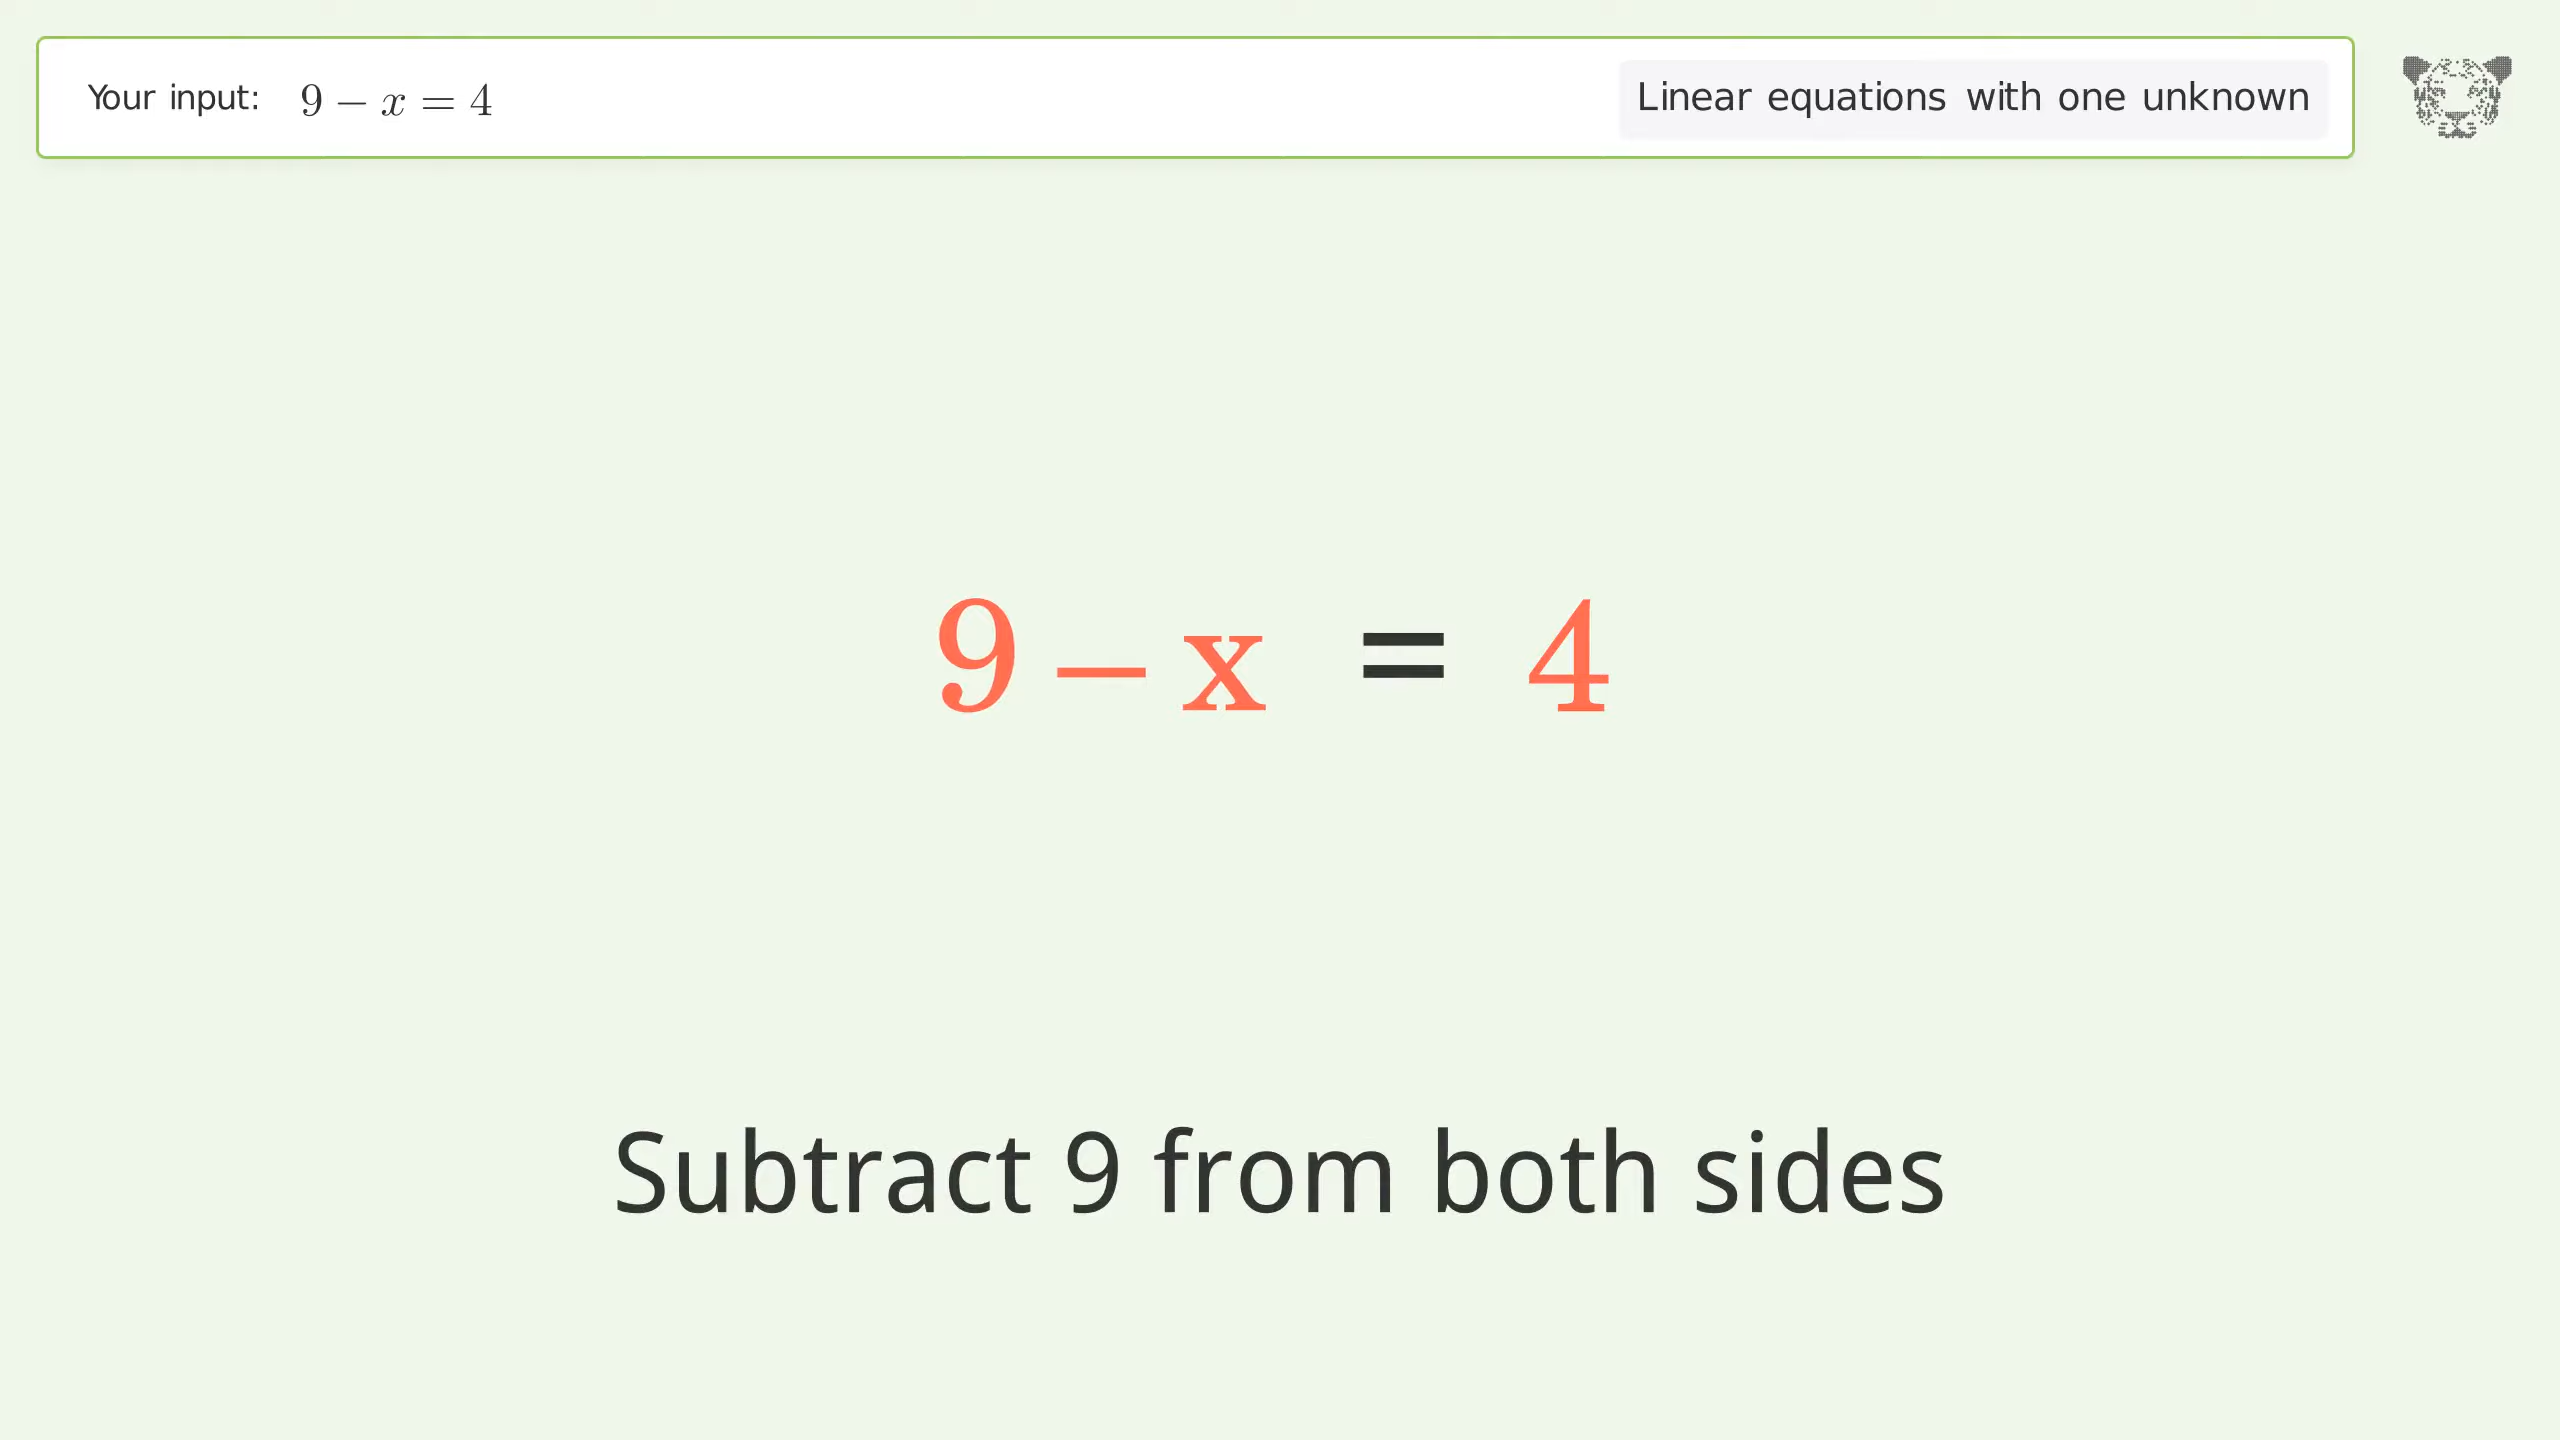 Your input: 9 − x = 4 Linear equations with one unknown
9 − x = 4
Subtract 9 from both sides